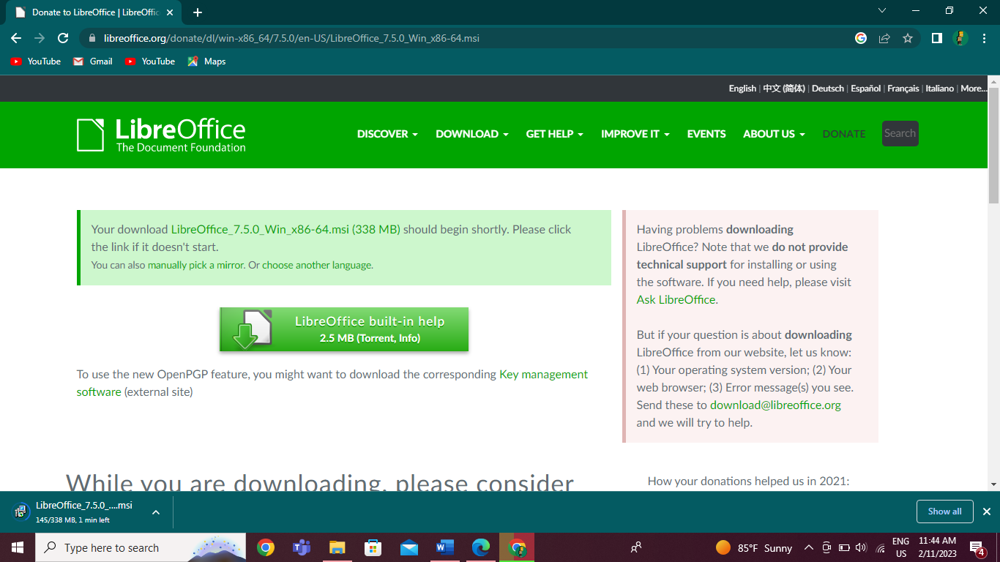 Donate to LibreOffice | LibreOffic
libreoffice.org/donate/dl/win-x86_64/7.5.0/en-US/LibreOffice_7.5.0_Win_x86-64.msi
YouTube Gmail YouTube Maps
English | 中文 (简体) | Deutsch | Español | Français | Italiano | More...
LibreOffice
The Document Foundation
DISCOVER DOWNLOAD GET HELP IMPROVE IT EVENTS ABOUT US DONATE Search
Your download LibreOffice_7.5.0_Win_x86-64.msi (338 MB) should begin shortly. Please click
the link if it doesn't start.
You can also manually pick a mirror. Or choose another language.
LibreOffice built-in help
2.5 MB (Torrent, Info)
To use the new OpenPGP feature, you might want to download the corresponding Key management
software (external site)
Having problems downloading
LibreOffice? Note that we do not provide
technical support for installing or using
the software. If you need help, please visit
Ask LibreOffice.
But if your question is about downloading
LibreOffice from our website, let us know:
(1) Your operating system version; (2) Your
web browser; (3) Error message(s) you see.
Send these to download@libreoffice.org
and we will try to help.
While you are downloading, please consider
How your donations helped us in 2021:
LibreOffice_7.5.0_....msi
145/338 MB, 1 min left
Show all
Type here to search
85°F Sunny
ENG
US
11:44 AM
2/11/2023
4